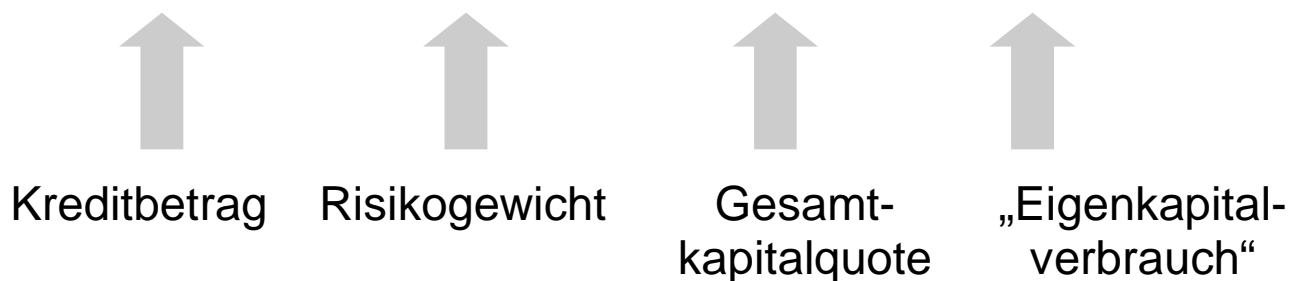 Kreditbetrag Risikogewicht Gesamt- „Eigenkapital-
kapitalquote verbrauch“